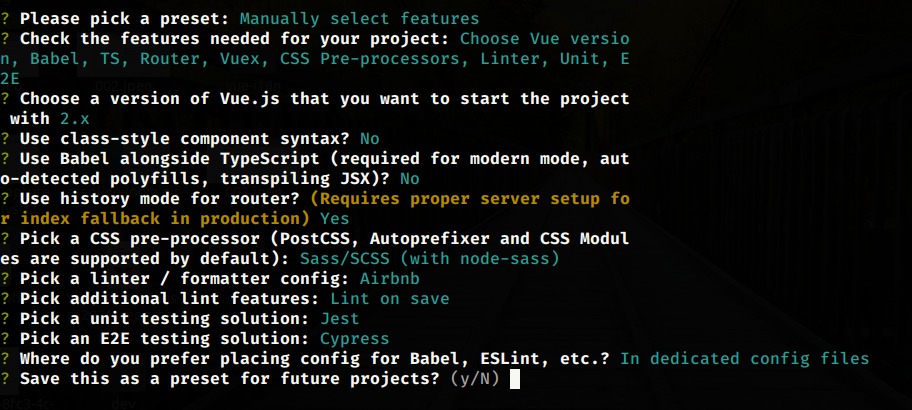 ? Please pick a preset: Manually select features
? Check the features needed for your project: Choose Vue versio
n, Babel, TS, Router, Vuex, CSS Pre-processors, Linter, Unit, E
2E
? Choose a version of Vue.js that you want to start the project
 with 2.x
? Use class-style component syntax? No
? Use Babel alongside TypeScript (required for modern mode, aut
o-detected polyfills, transpiling JSX)? No
? Use history mode for router? (Requires proper server setup fo
r index fallback in production) Yes
? Pick a CSS pre-processor (PostCSS, Autoprefixer and CSS Modul
es are supported by default): Sass/SCSS (with node-sass)
? Pick a linter / formatter config: Airbnb
? Pick additional lint features: Lint on save
? Pick a unit testing solution: Jest
? Pick an E2E testing solution: Cypress
? Where do you prefer placing config for Babel, ESLint, etc.? In dedicated config files
? Save this as a preset for future projects? (y/N)